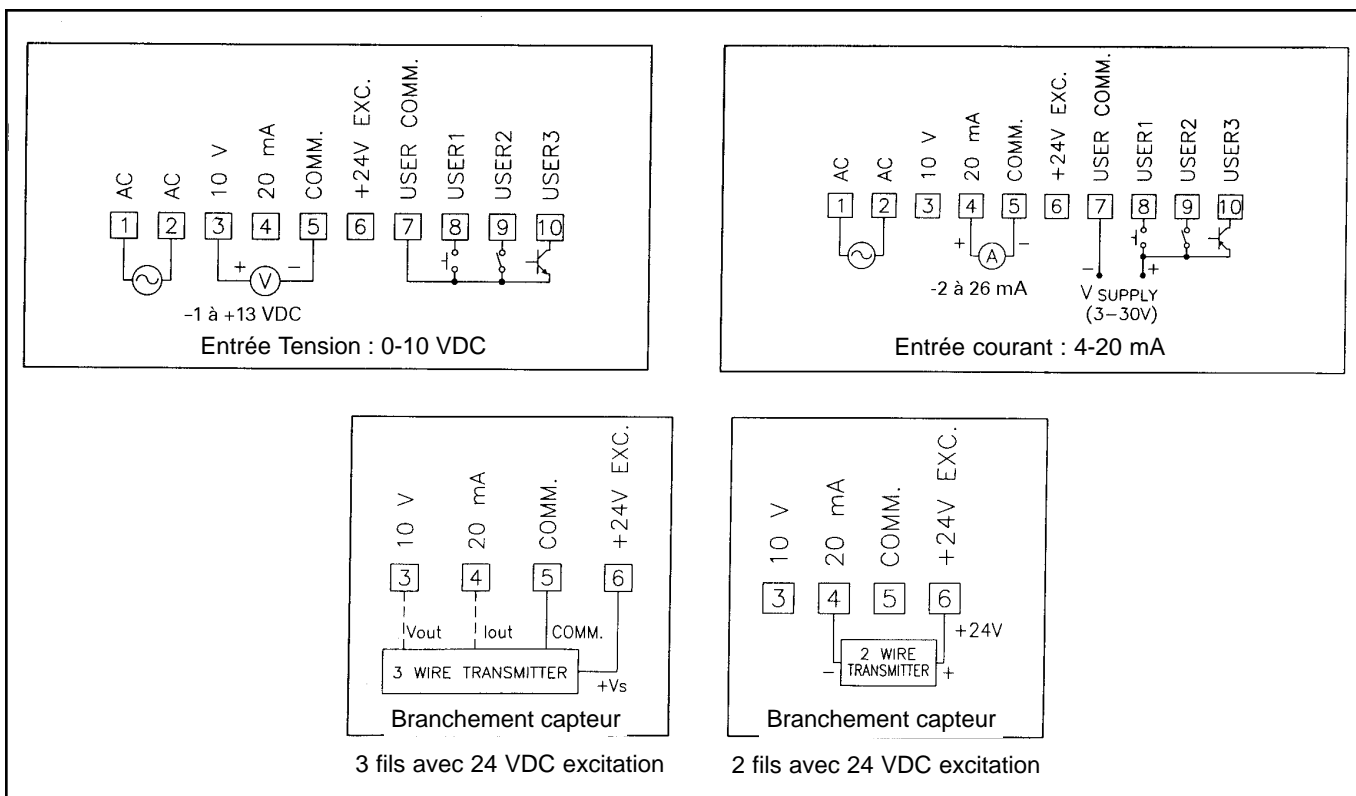 AC
AC
10 V
20 mA
COMM.
+24V EXC.
USER COMM.
USER1
USER2
USER3
1 2 3 4 5 6 7 8 9 10
+ V −
−1 à +13 VDC
Entrée Tension : 0-10 VDC
AC
AC
10 V
20 mA
COMM.
+24V EXC.
USER COMM.
USER1
USER2
USER3
1 2 3 4 5 6 7 8 9 10
+ A −
-2 à 26 mA
− +
V SUPPLY
(3−30V)
Entrée courant : 4-20 mA
10 V
20 mA
COMM.
+24V EXC.
3 4 5 6
Vout Iout COMM.
3 WIRE TRANSMITTER
+Vs
Branchement capteur
3 fils avec 24 VDC excitation
10 V
20 mA
COMM.
+24V EXC.
3 4 5 6
+24V
2 WIRE
− TRANSMITTER +
Branchement capteur
2 fils avec 24 VDC excitation